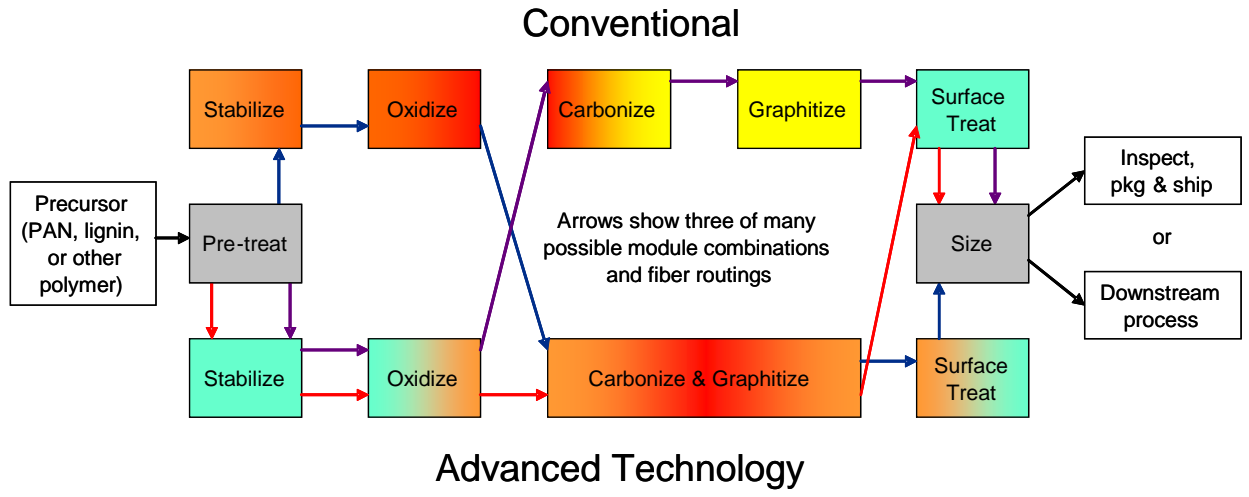 Conventional
Stabilize
Oxidize
Carbonize
Graphitize
Surface
Treat
Precursor
(PAN, lignin,
or other
polymer)
Pre-treat
Arrows show three of many
possible module combinations
and fiber routings
Size
Inspect,
pkg & ship
or
Downstream
process
Stabilize
Oxidize
Carbonize & Graphitize
Surface
Treat
Advanced Technology